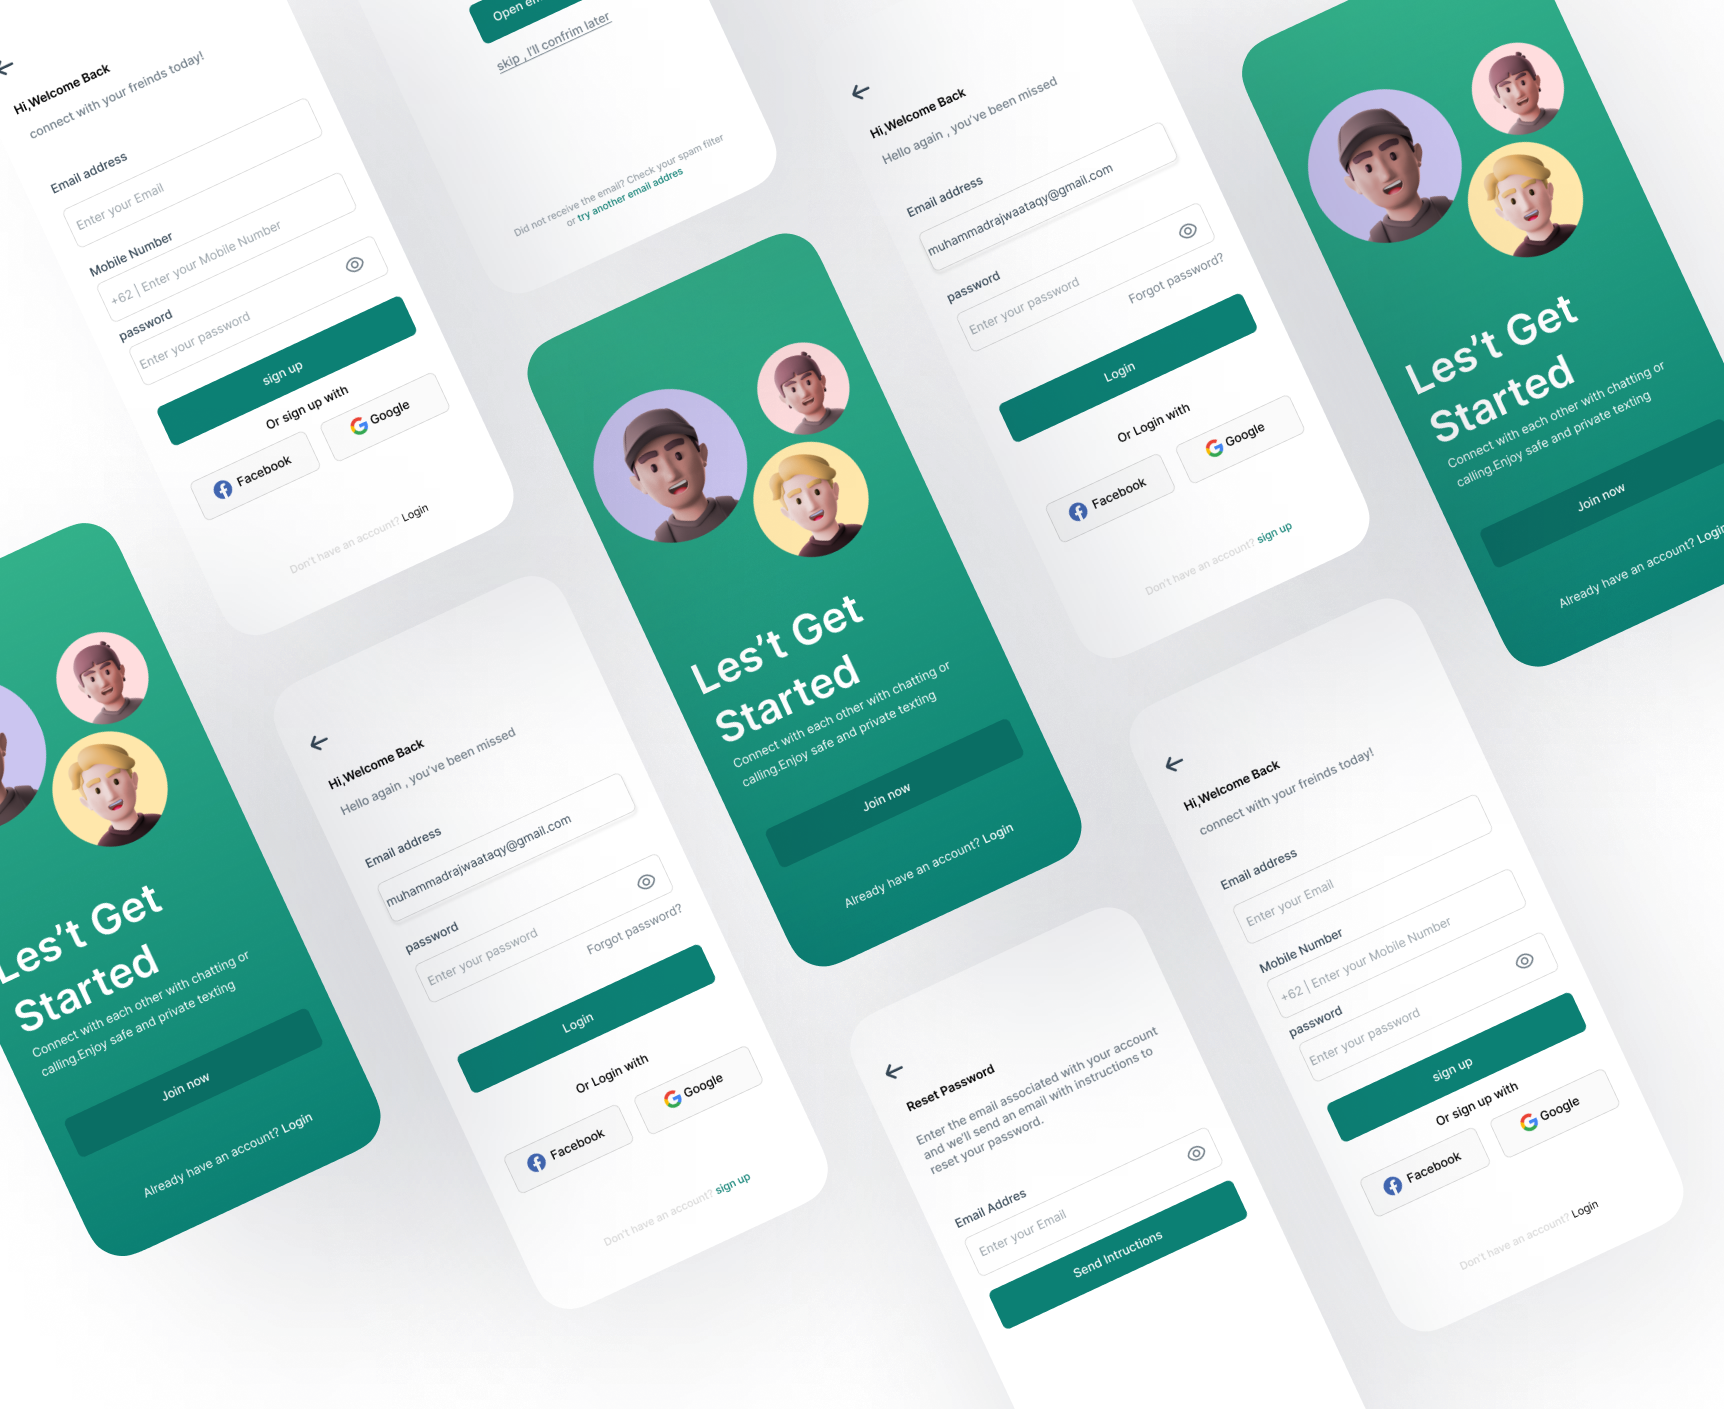 Hi,Welcome Back
connect with your freinds today!
Email address
Enter your Email
Mobile Number
+62 | Enter your Mobile Number
password
Enter your password
sign up
Or sign up with
Facebook
Google
Don't have an account? Login
skip , I'll confrim later
Did not receive the email? Check your spam filter
or try another email addres
Hi,Welcome Back
Hello again , you've been missed
Email address
muhammadrajwaataqy@gmail.com
password
Enter your password
Forgot password?
Login
Or Login with
Facebook
Google
Don't have an account? sign up
Les't Get
Started
Connect with each other with chatting or
calling.Enjoy safe and private texting
Join now
Already have an account? Login
Les't Get
Started
Connect with each other with chatting or
calling.Enjoy safe and private texting
Join now
Already have an account? Login
Les't Get
Started
Connect with each other with chatting or
calling.Enjoy safe and private texting
Join now
Already have an account? Login
Hi,Welcome Back
Hello again , you've been missed
Email address
muhammadrajwaataqy@gmail.com
password
Enter your password
Forgot password?
Login
Or Login with
Facebook
Google
Don't have an account? sign up
Reset Password
Enter the email associated with your account
and we'll send an email with instructions to
reset your password.
Email Addres
Enter your Email
Send Intructions
Hi,Welcome Back
connect with your freinds today!
Email address
Enter your Email
Mobile Number
+62 | Enter your Mobile Number
password
Enter your password
sign up
Or sign up with
Facebook
Google
Don't have an account? Login